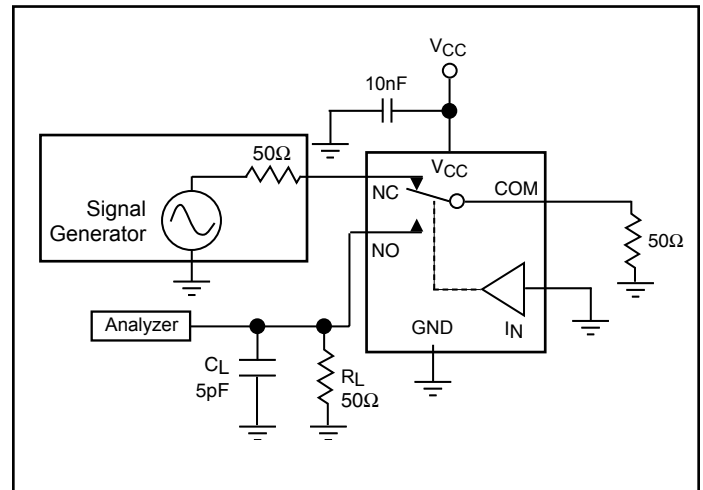 VCC
10nF
50Ω
VCC
NC
COM
Signal
Generator
NO
50Ω
Analyzer
GND
IN
CL
5pF
RL
50Ω